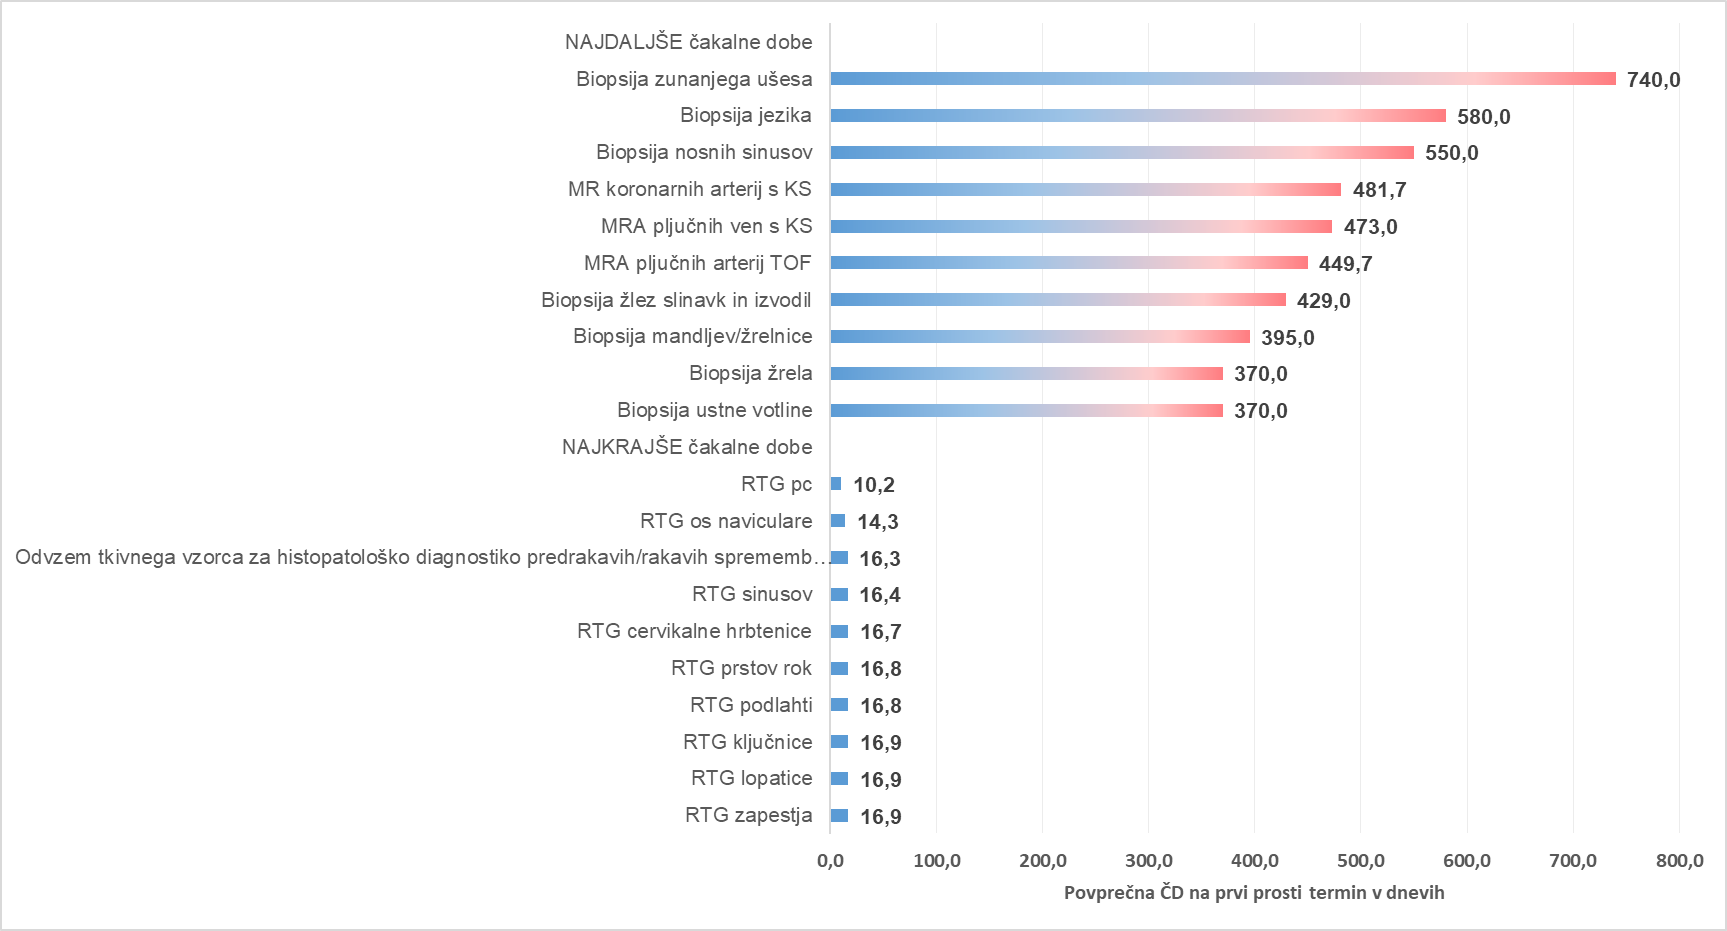 NAJDALJŠE čakalne dobe
Biopsija zunanjega ušesa 740,0
Biopsija jezika 580,0
Biopsija nosnih sinusov 550,0
MR koronarnih arterij s KS 481,7
MRA pljučnih ven s KS 473,0
MRA pljučnih arterij TOF 449,7
Biopsija žlez slinavk in izvodil 429,0
Biopsija mandljev/žrelnice 395,0
Biopsija žrela 370,0
Biopsija ustne votline 370,0
NAJKRAJŠE čakalne dobe
RTG pc 10,2
RTG os naviculare 14,3
Odvzem tkivnega vzorca za histopatološko diagnostiko predrakavih/rakavih sprememb… 16,3
RTG sinusov 16,4
RTG cervikalne hrbtenice 16,7
RTG prstov rok 16,8
RTG podlahti 16,8
RTG ključnice 16,9
RTG lopatice 16,9
RTG zapestja 16,9
0,0 100,0 200,0 300,0 400,0 500,0 600,0 700,0 800,0
Povprečna ČD na prvi prosti termin v dnevih